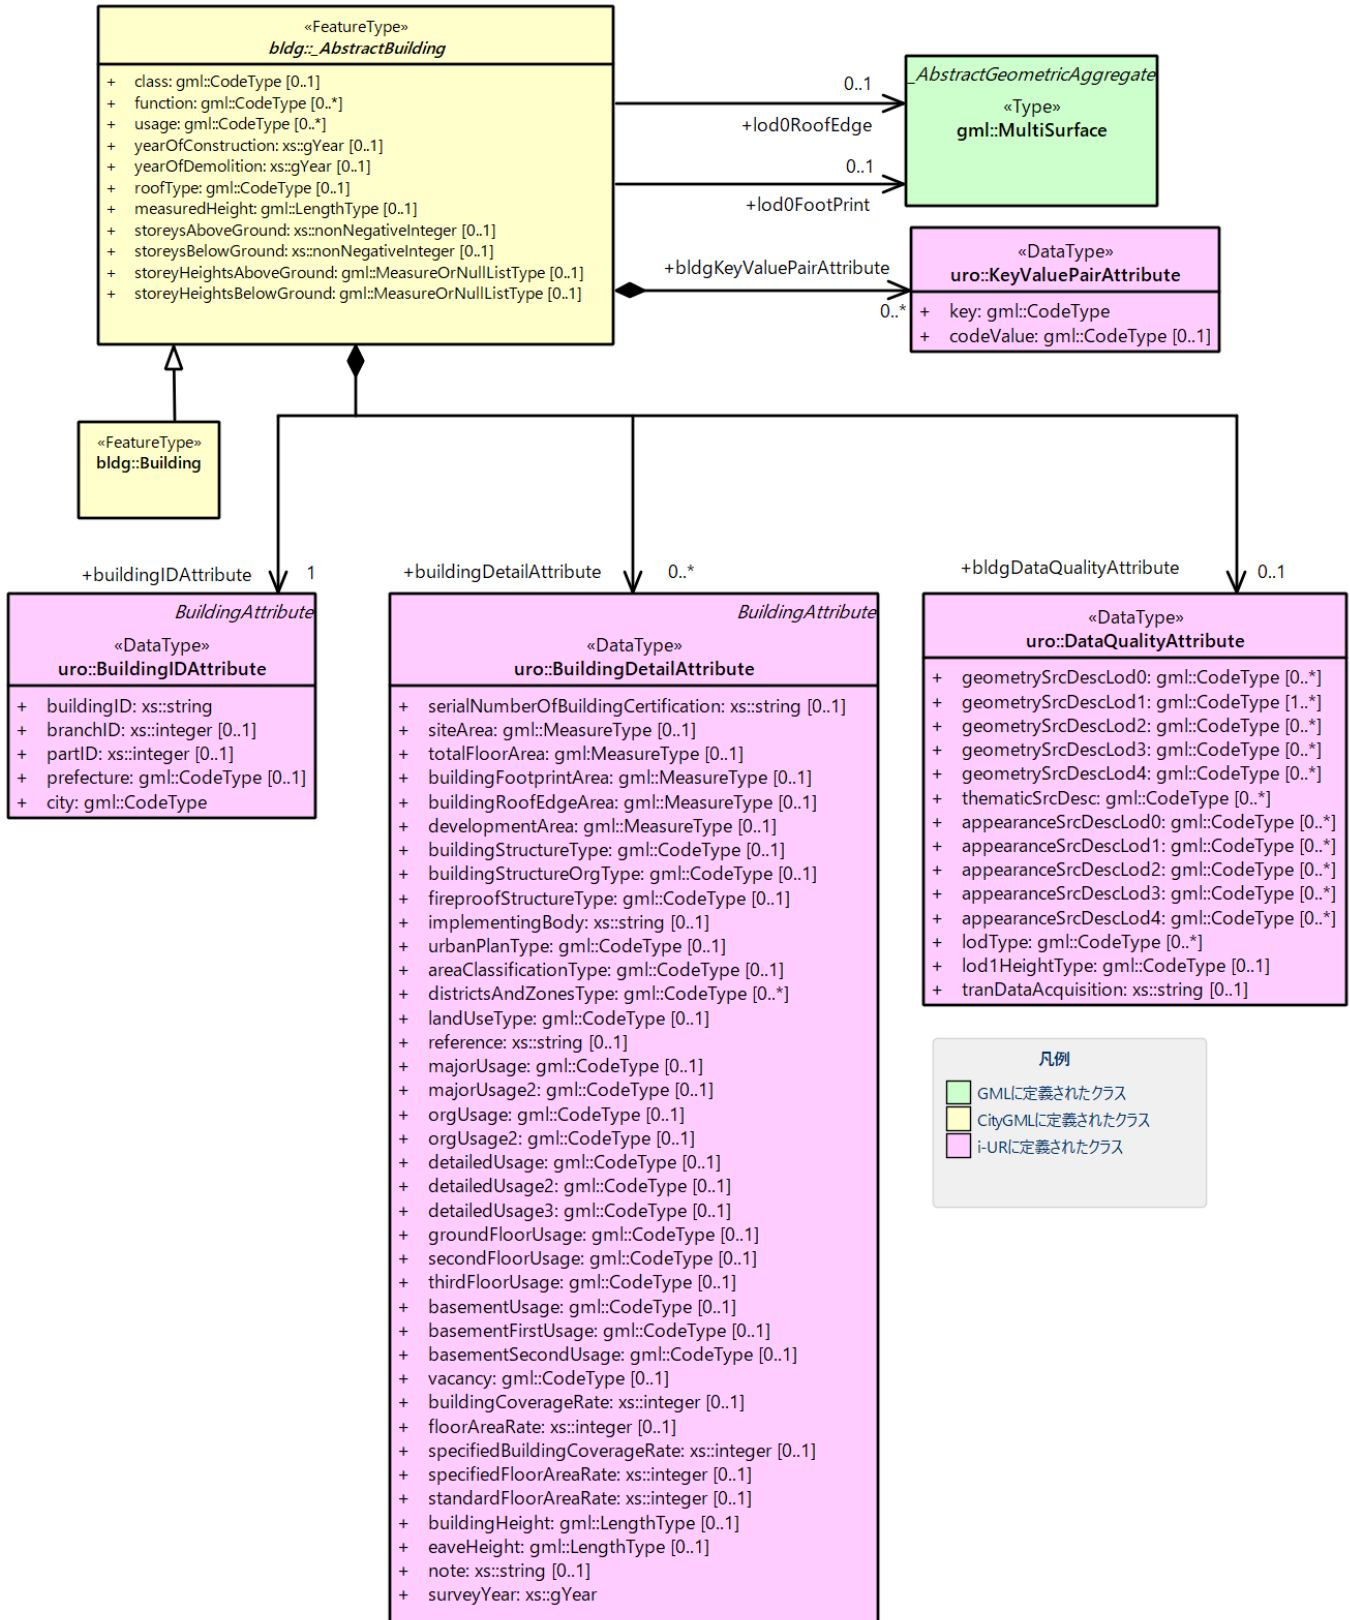 «FeatureType»
bldg::_AbstractBuilding
+ class: gml::CodeType [0..1]
+ function: gml::CodeType [0..*]
+ usage: gml::CodeType [0..*]
+ yearOfConstruction: xs::gYear [0..1]
+ yearOfDemolition: xs::gYear [0..1]
+ roofType: gml::CodeType [0..1]
+ measuredHeight: gml::LengthType [0..1]
+ storeysAboveGround: xs::nonNegativeInteger [0..1]
+ storeysBelowGround: xs::nonNegativeInteger [0..1]
+ storeyHeightsAboveGround: gml::MeasureOrNullListType [0..1]
+ storeyHeightsBelowGround: gml::MeasureOrNullListType [0..1]
0..1
+lod0RoofEdge
0..1
+lod0FootPrint
_AbstractGeometricAggregate
«Type»
gml::MultiSurface
+bldgKeyValuePairAttribute
0..*
«DataType»
uro::KeyValuePairAttribute
+ key: gml::CodeType
+ codeValue: gml::CodeType [0..1]
«FeatureType»
bldg::Building
+buildingIDAttribute 1
BuildingAttribute
«DataType»
uro::BuildingIDAttribute
+ buildingID: xs::string
+ branchID: xs::integer [0..1]
+ partID: xs::integer [0..1]
+ prefecture: gml::CodeType [0..1]
+ city: gml::CodeType
+buildingDetailAttribute 0..*
BuildingAttribute
«DataType»
uro::BuildingDetailAttribute
+ serialNumberOfBuildingCertification: xs::string [0..1]
+ siteArea: gml::MeasureType [0..1]
+ totalFloorArea: gml:MeasureType [0..1]
+ buildingFootprintArea: gml::MeasureType [0..1]
+ buildingRoofEdgeArea: gml::MeasureType [0..1]
+ developmentArea: gml::MeasureType [0..1]
+ buildingStructureType: gml::CodeType [0..1]
+ buildingStructureOrgType: gml::CodeType [0..1]
+ fireproofStructureType: gml::CodeType [0..1]
+ implementingBody: xs::string [0..1]
+ urbanPlanType: gml::CodeType [0..1]
+ areaClassificationType: gml::CodeType [0..1]
+ districtsAndZonesType: gml::CodeType [0..*]
+ landUseType: gml::CodeType [0..1]
+ reference: xs::string [0..1]
+ majorUsage: gml::CodeType [0..1]
+ majorUsage2: gml::CodeType [0..1]
+ orgUsage: gml::CodeType [0..1]
+ orgUsage2: gml::CodeType [0..1]
+ detailedUsage: gml::CodeType [0..1]
+ detailedUsage2: gml::CodeType [0..1]
+ detailedUsage3: gml::CodeType [0..1]
+ groundFloorUsage: gml::CodeType [0..1]
+ secondFloorUsage: gml::CodeType [0..1]
+ thirdFloorUsage: gml::CodeType [0..1]
+ basementUsage: gml::CodeType [0..1]
+ basementFirstUsage: gml::CodeType [0..1]
+ basementSecondUsage: gml::CodeType [0..1]
+ vacancy: gml::CodeType [0..1]
+ buildingCoverageRate: xs::integer [0..1]
+ floorAreaRate: xs::integer [0..1]
+ specifiedBuildingCoverageRate: xs::integer [0..1]
+ specifiedFloorAreaRate: xs::integer [0..1]
+ standardFloorAreaRate: xs::integer [0..1]
+ buildingHeight: gml::LengthType [0..1]
+ eaveHeight: gml::LengthType [0..1]
+ note: xs::string [0..1]
+ surveyYear: xs::gYear
+bldgDataQualityAttribute 0..1
«DataType»
uro::DataQualityAttribute
+ geometrySrcDescLod0: gml::CodeType [0..*]
+ geometrySrcDescLod1: gml::CodeType [1..*]
+ geometrySrcDescLod2: gml::CodeType [0..*]
+ geometrySrcDescLod3: gml::CodeType [0..*]
+ geometrySrcDescLod4: gml::CodeType [0..*]
+ thematicSrcDesc: gml::CodeType [0..*]
+ appearanceSrcDescLod0: gml::CodeType [0..*]
+ appearanceSrcDescLod1: gml::CodeType [0..*]
+ appearanceSrcDescLod2: gml::CodeType [0..*]
+ appearanceSrcDescLod3: gml::CodeType [0..*]
+ appearanceSrcDescLod4: gml::CodeType [0..*]
+ lodType: gml::CodeType [0..*]
+ lod1HeightType: gml::CodeType [0..1]
+ tranDataAcquisition: xs::string [0..1]
凡例
GMLに定義されたクラス
CityGMLに定義されたクラス
i-URに定義されたクラス